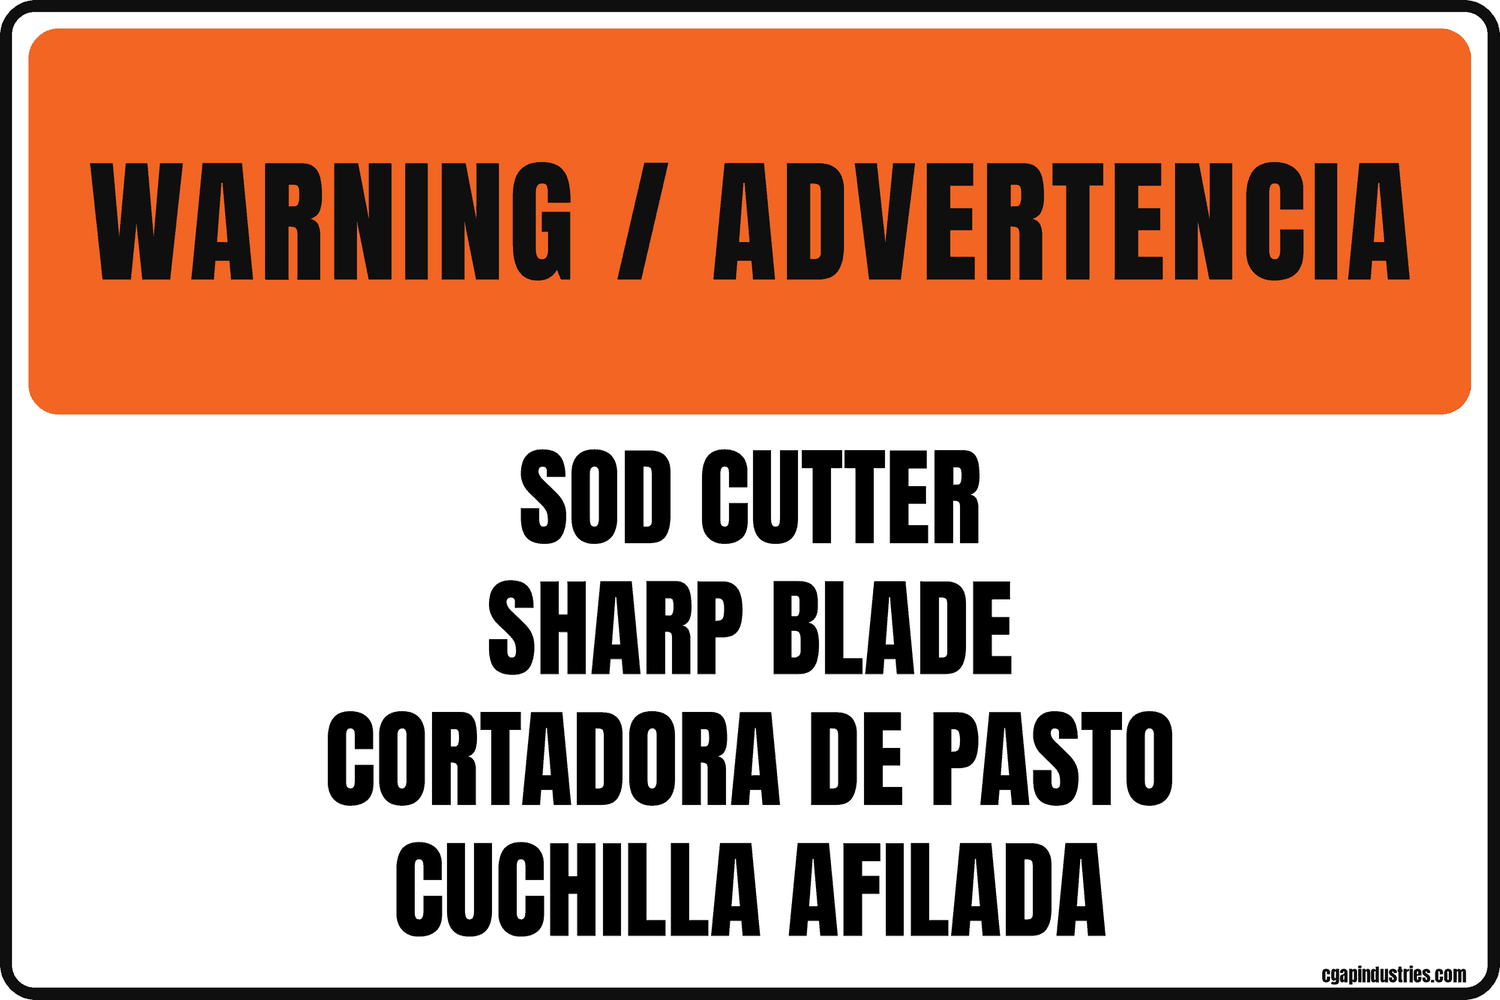 WARNING / ADVERTENCIA
SOD CUTTER
SHARP BLADE
CORTADORA DE PASTO
CUCHILLA AFILADA
cgapindustries.com